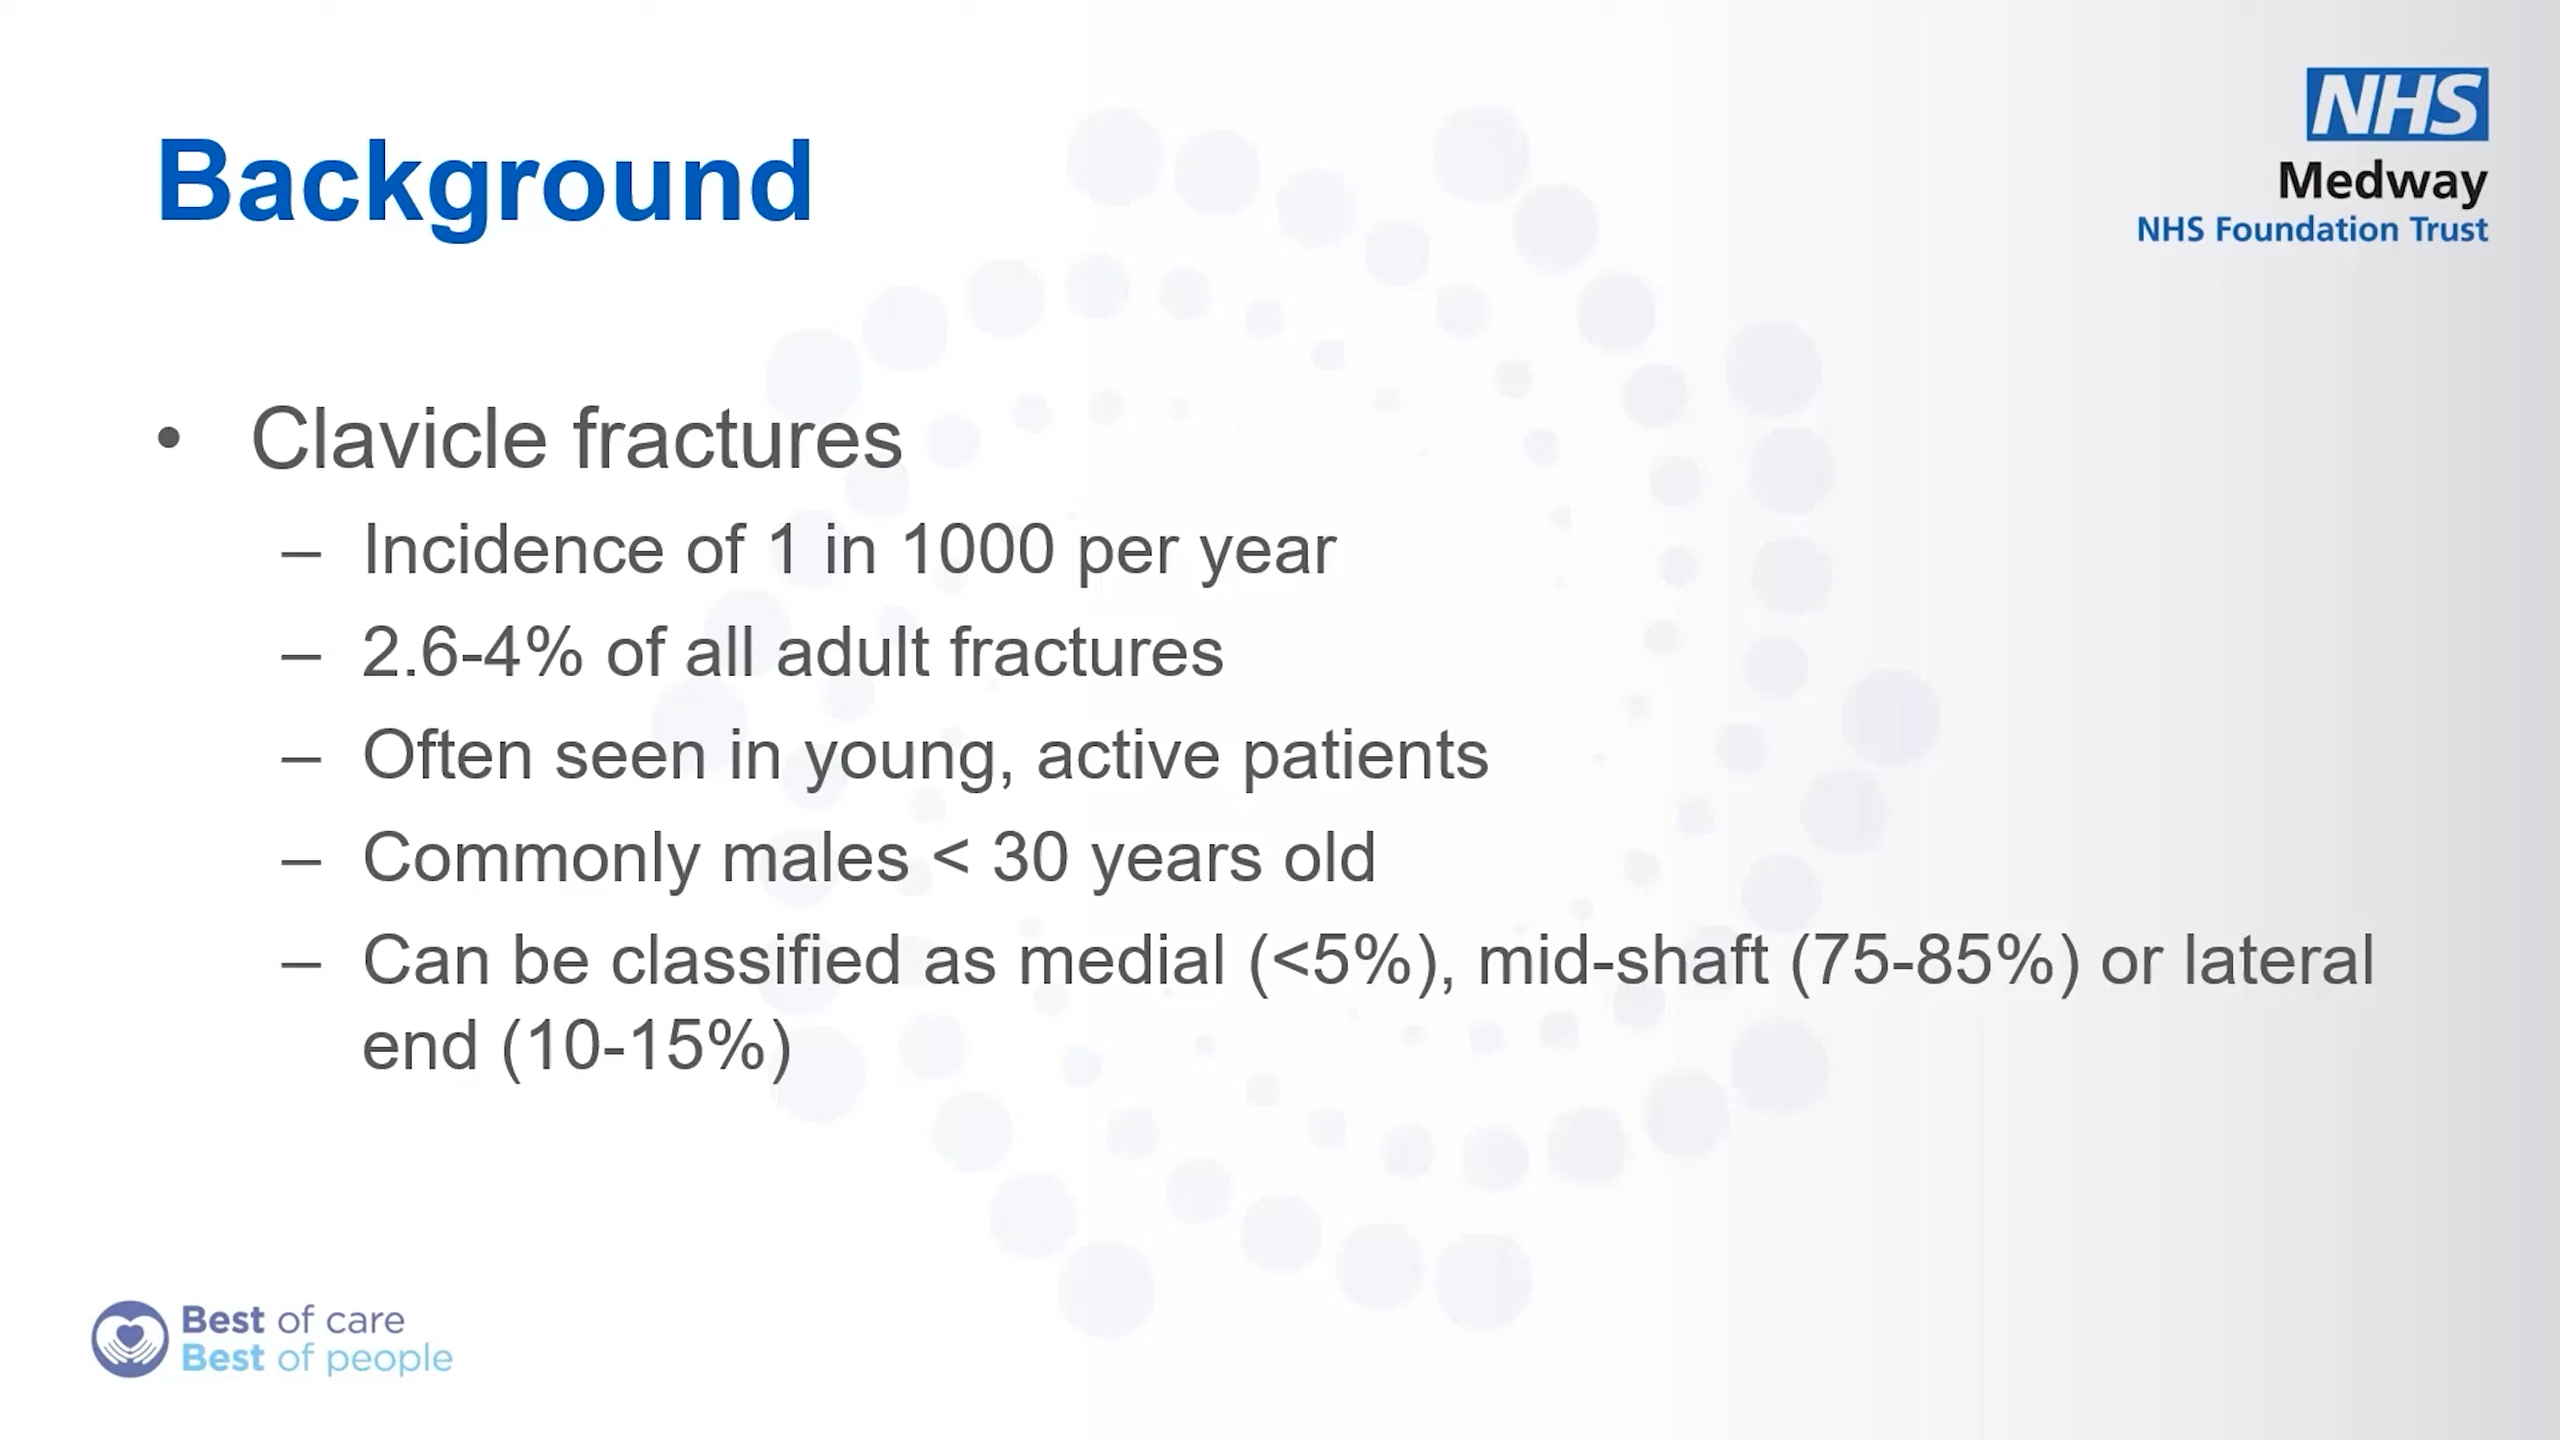 Background
NHS
Medway
NHS Foundation Trust
• Clavicle fractures
– Incidence of 1 in 1000 per year
– 2.6-4% of all adult fractures
– Often seen in young, active patients
– Commonly males < 30 years old
– Can be classified as medial (<5%), mid-shaft (75-85%) or lateral
end (10-15%)
Best of care
Best of people